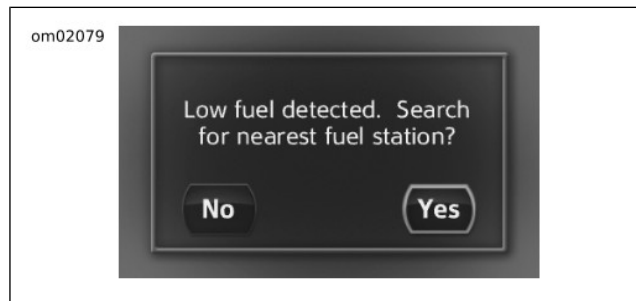 om02079
Low fuel detected. Search
for nearest fuel station?
No
Yes